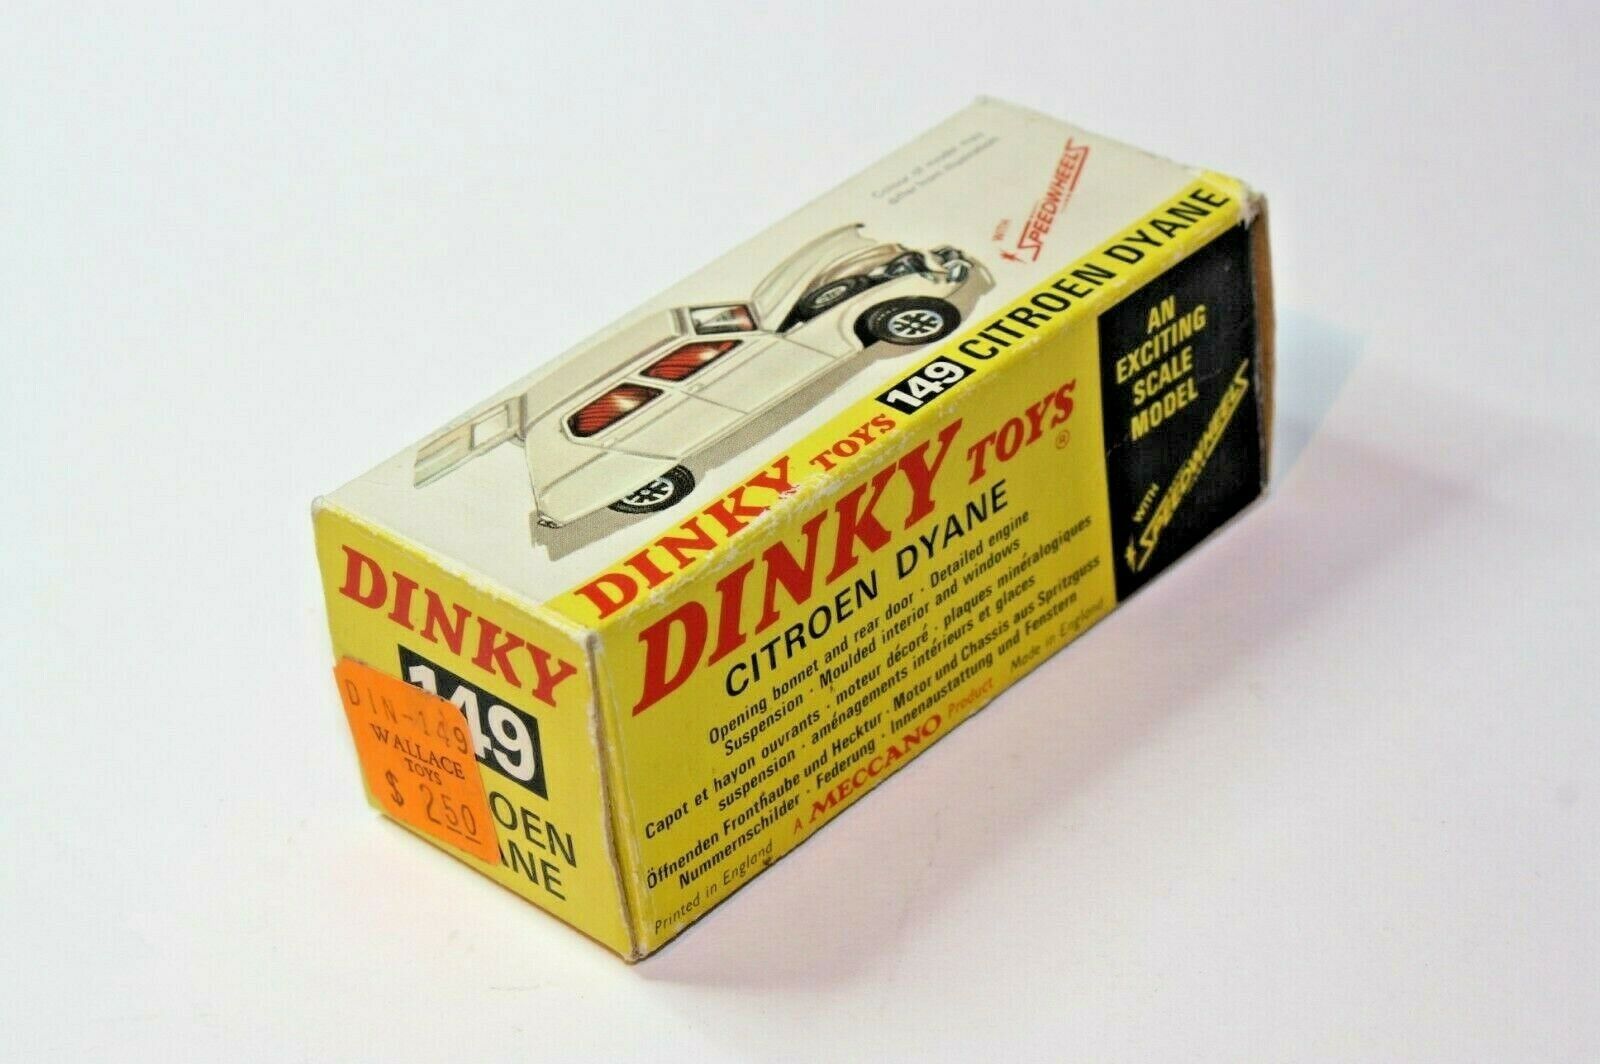 Colour of model may
differ from illustration
WITH
SPEEDWHEELS
DINKY TOYS 149 CITROEN DYANE
DINKY TOYS®
CITROEN DYANE
Opening bonnet and rear door · Detailed engine
Suspension · Moulded interior and windows
Capot et hayon ouvrants · moteur décoré · plaques minéralogiques
suspension · aménagements intérieurs et glaces
Öffnenden Fronthaube und Hecktur · Motor und Chassis aus Spritzguss
Nummernschilder · Federung · Innenausstattung und Fenstern
Printed in England A MECCANO Product Made in England
AN
EXCITING
SCALE
MODEL
WITH
SPEEDWHEELS
DINKY
149
OEN
NE
DIN-149
WALLACE
TOYS
$ 2.50